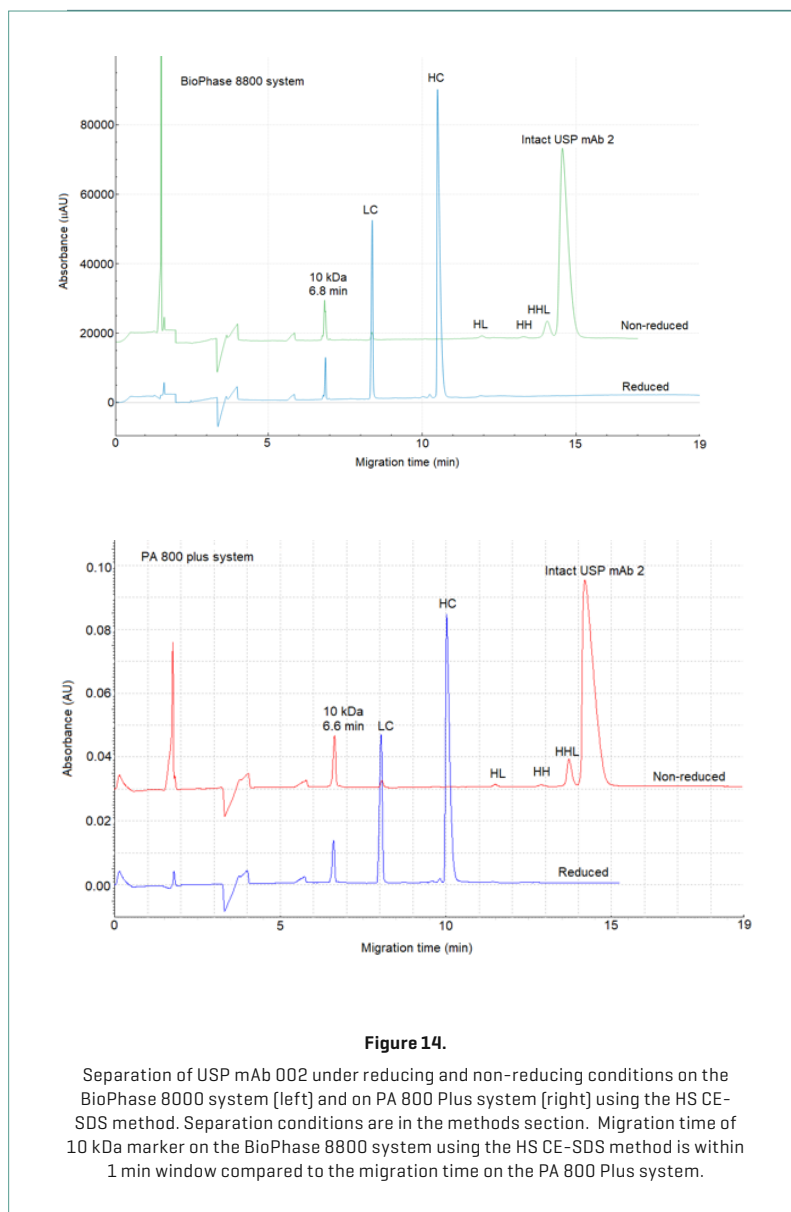 BioPhase 8800 system
HC
Intact USP mAb 2
80000
60000
LC
Absorbance (µAU)
40000
10 kDa
6.8 min
HL
HH
HHL
Non-reduced
20000
Reduced
0
0
5
10
15
19
Migration time (min)
PA 800 plus system
Intact USP mAb 2
0.10
HC
0.08
0.06
10 kDa
6.6 min
LC
Absorbance (AU)
0.04
HL
HH
HHL
Non-reduced
0.02
Reduced
0.00
0
5
10
15
19
Migration time (min)
Figure 14.
Separation of USP mAb 002 under reducing and non-reducing conditions on the
BioPhase 8000 system (left) and on PA 800 Plus system (right) using the HS CE-
SDS method. Separation conditions are in the methods section. Migration time of
10 kDa marker on the BioPhase 8800 system using the HS CE-SDS method is within
1 min window compared to the migration time on the PA 800 Plus system.